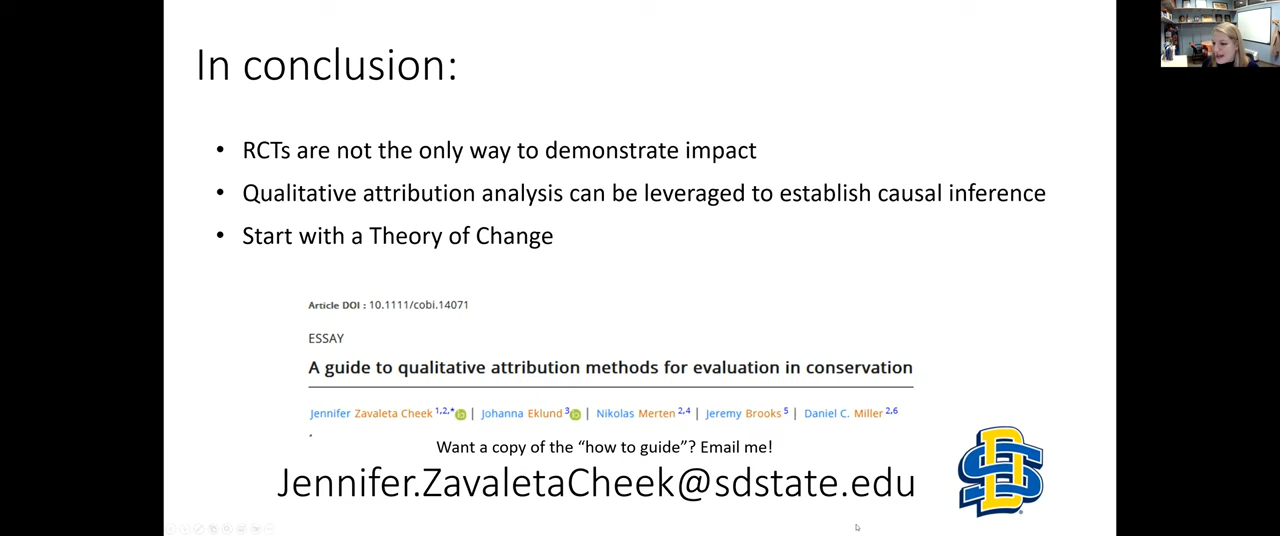 In conclusion:
• RCTs are not the only way to demonstrate impact
• Qualitative attribution analysis can be leveraged to establish causal inference
• Start with a Theory of Change
Article DOI : 10.1111/cobi.14071
ESSAY
A guide to qualitative attribution methods for evaluation in conservation
Jennifer Zavaleta Cheek 1,2,* iD | Johanna Eklund 3 iD | Nikolas Merten 2,4 | Jeremy Brooks 5 | Daniel C. Miller 2,6
Want a copy of the “how to guide”? Email me!
Jennifer.ZavaletaCheek@sdstate.edu
SD